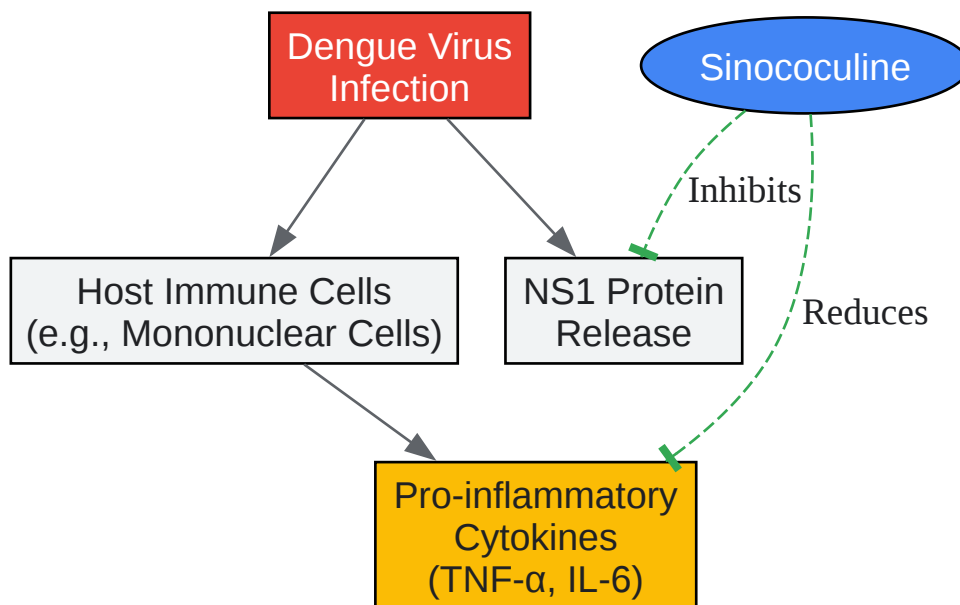 Dengue Virus
Infection
Sinococuline
Inhibits
Host Immune Cells
(e.g., Mononuclear Cells)
NS1 Protein
Release
Reduces
Pro-inflammatory
Cytokines
(TNF-α, IL-6)